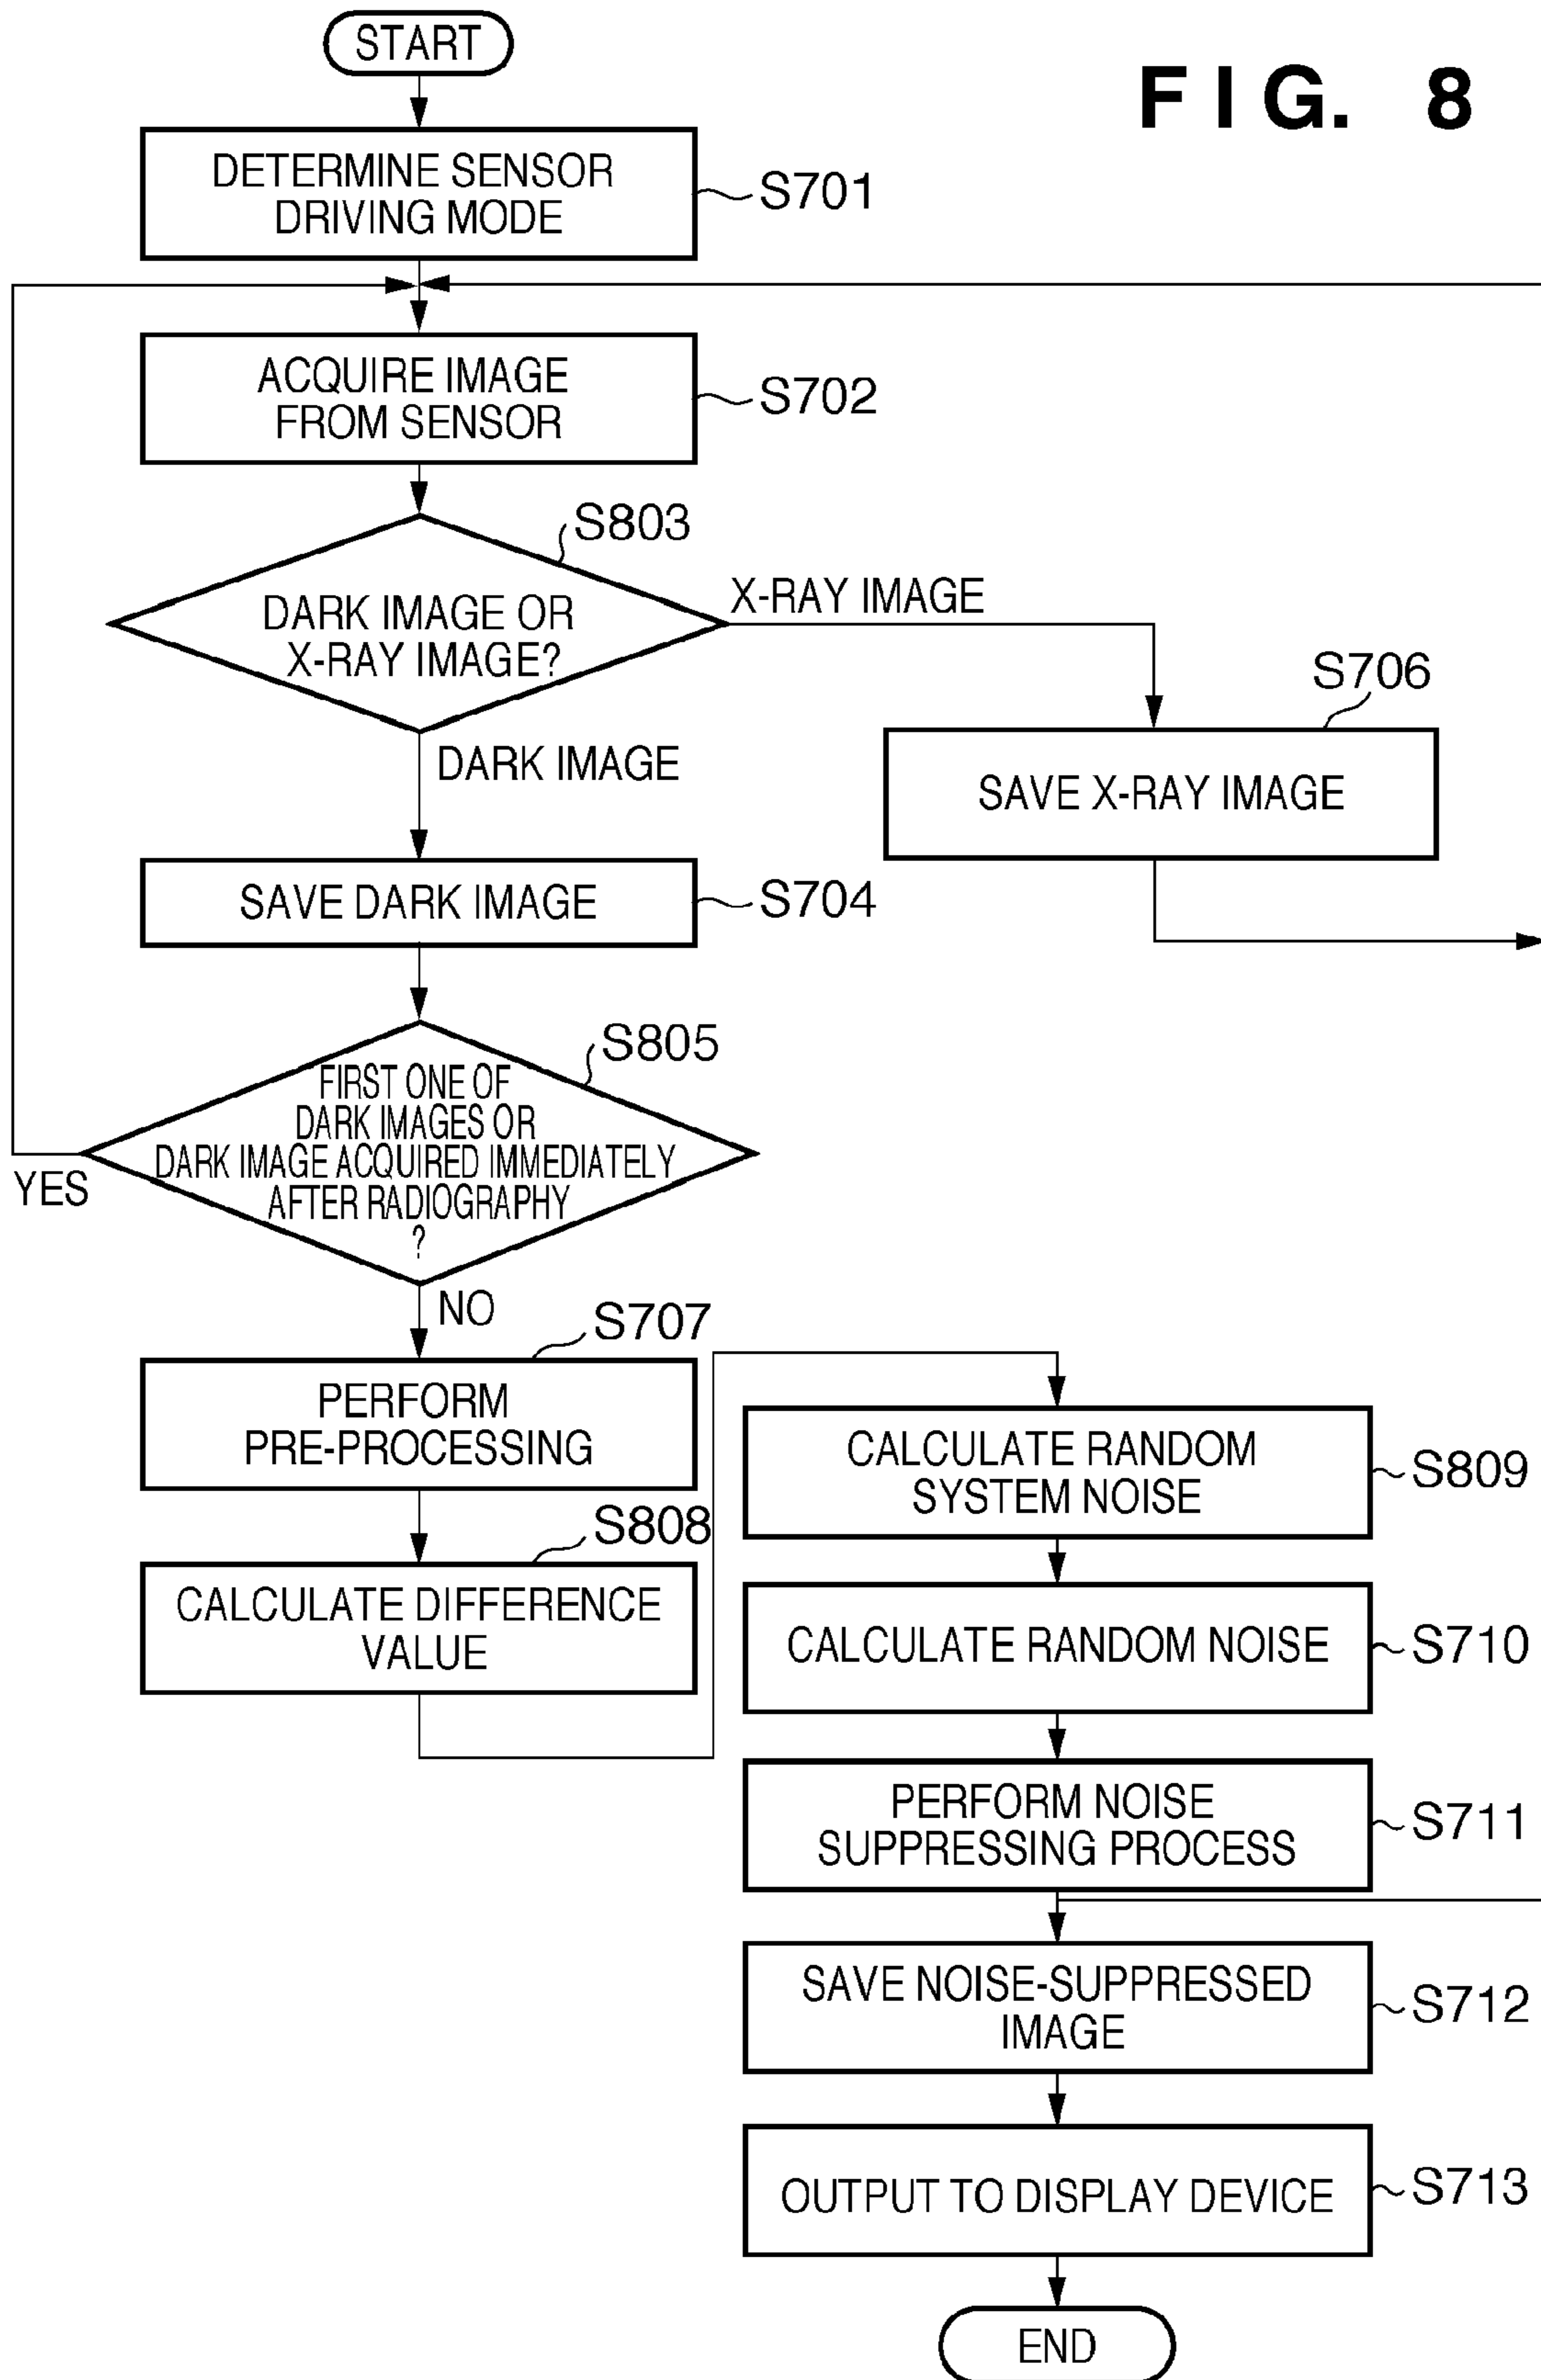 START
FIG. 8
DETERMINE SENSOR
DRIVING MODE
S701
ACQUIRE IMAGE
FROM SENSOR
S702
S803
DARK IMAGE OR
X-RAY IMAGE?
X-RAY IMAGE
DARK IMAGE
S706
SAVE X-RAY IMAGE
SAVE DARK IMAGE
S704
S805
FIRST ONE OF
DARK IMAGES OR
DARK IMAGE ACQUIRED IMMEDIATELY
AFTER RADIOGRAPHY
?
YES
NO
S707
PERFORM
PRE-PROCESSING
S808
CALCULATE DIFFERENCE
VALUE
CALCULATE RANDOM
SYSTEM NOISE
S809
CALCULATE RANDOM NOISE
S710
PERFORM NOISE
SUPPRESSING PROCESS
S711
SAVE NOISE-SUPPRESSED
IMAGE
S712
OUTPUT TO DISPLAY DEVICE
S713
END